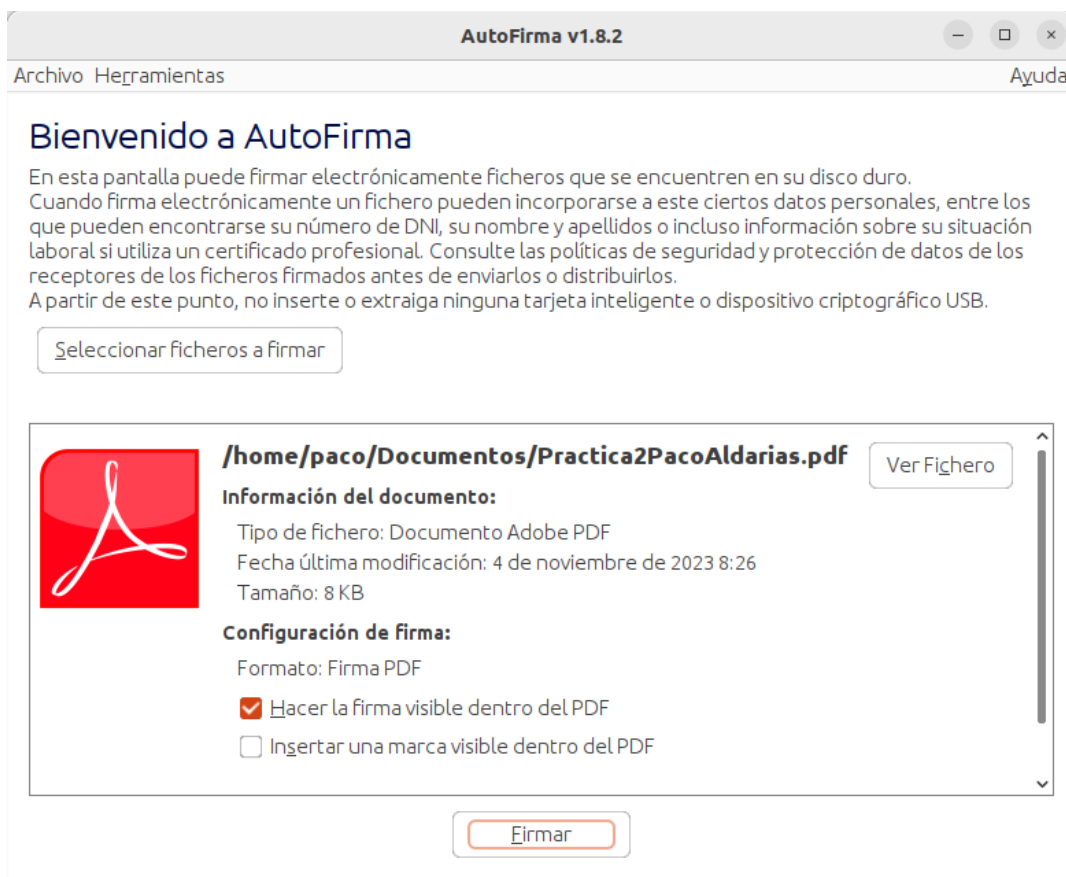 AutoFirma v1.8.2
Archivo Herramientas Ayuda
Bienvenido a AutoFirma
En esta pantalla puede firmar electrónicamente ficheros que se encuentren en su disco duro.
Cuando firma electrónicamente un fichero pueden incorporarse a este ciertos datos personales, entre los
que pueden encontrarse su número de DNI, su nombre y apellidos o incluso información sobre su situación
laboral si utiliza un certificado profesional. Consulte las políticas de seguridad y protección de datos de los
receptores de los ficheros firmados antes de enviarlos o distribuirlos.
A partir de este punto, no inserte o extraiga ninguna tarjeta inteligente o dispositivo criptográfico USB.
Seleccionar ficheros a firmar
/home/paco/Documentos/Practica2PacoAldarias.pdf
Ver Fichero
Información del documento:
Tipo de fichero: Documento Adobe PDF
Fecha última modificación: 4 de noviembre de 2023 8:26
Tamaño: 8 KB
Configuración de firma:
Formato: Firma PDF
Hacer la firma visible dentro del PDF
Insertar una marca visible dentro del PDF
Firmar